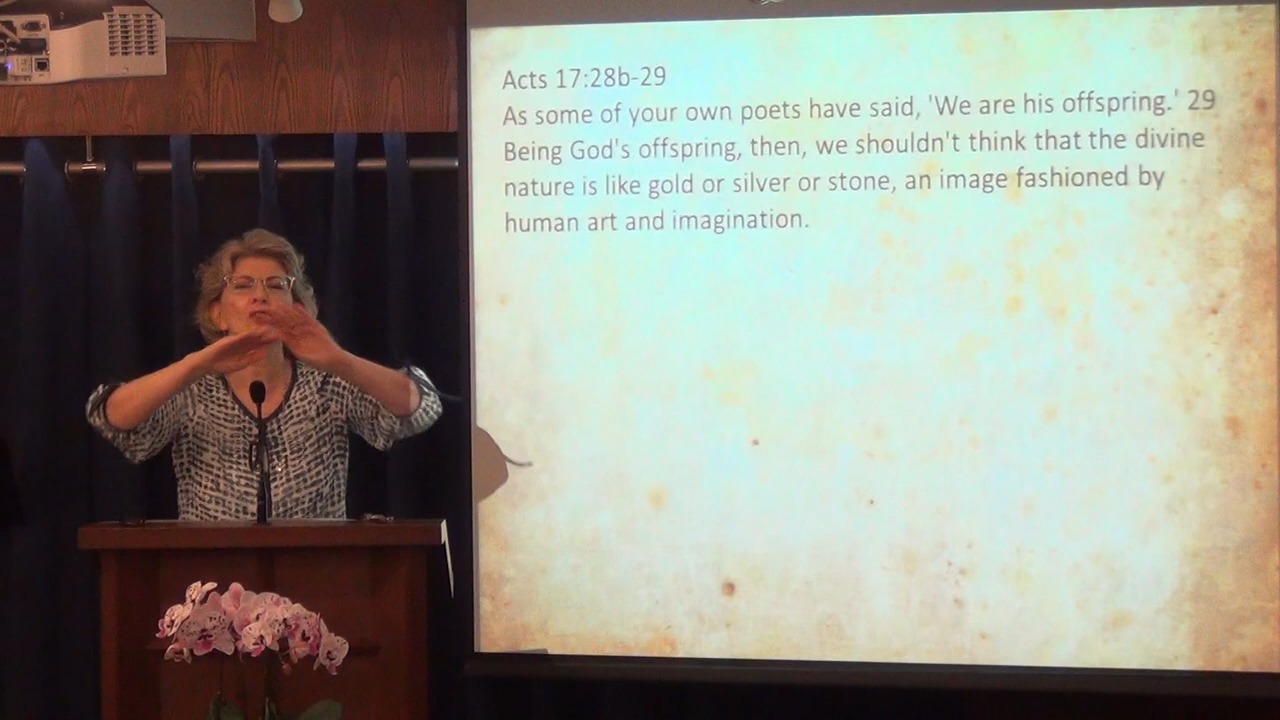 Acts 17:28b-29
As some of your own poets have said, 'We are his offspring.' 29
Being God's offspring, then, we shouldn't think that the divine
nature is like gold or silver or stone, an image fashioned by
human art and imagination.